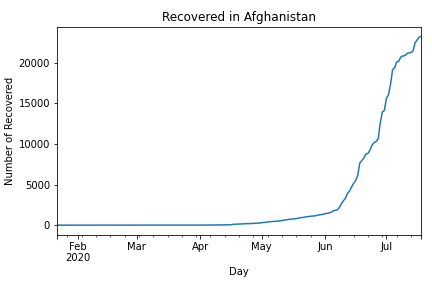 Recovered in Afghanistan
Number of Recovered
20000
15000
10000
5000
0
Feb Mar Apr May Jun Jul
2020
Day